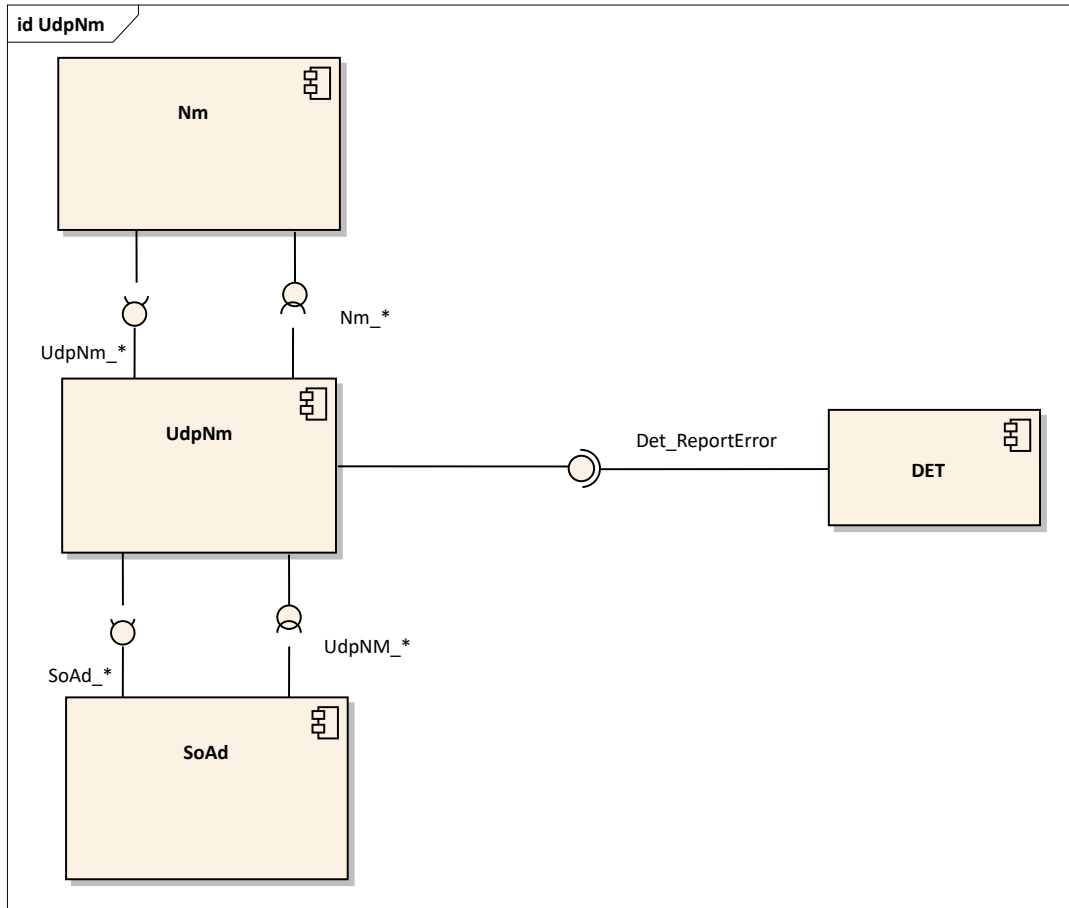 id UdpNm
Nm
Nm_*
UdpNm_*
UdpNm
Det_ReportError
DET
UdpNM_*
SoAd_*
SoAd